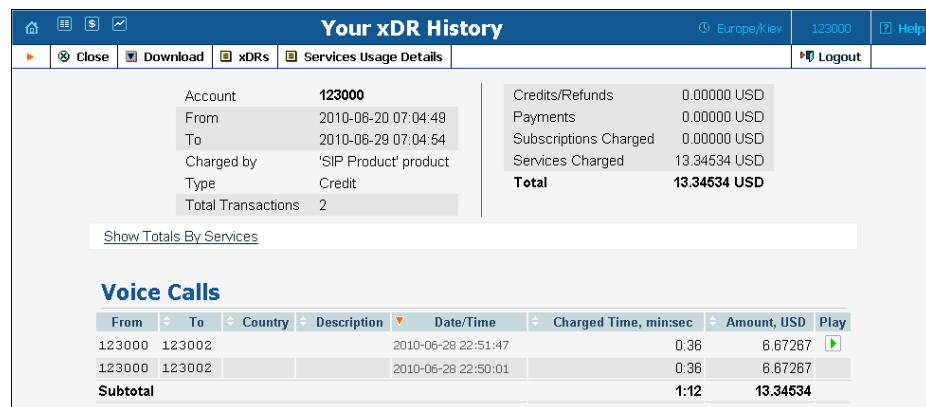 Your xDR History
Europe/Kiev
123000
Help
Close
Download
xDRs
Services Usage Details
Logout
Account 123000
From 2010-06-20 07:04:49
To 2010-06-29 07:04:54
Charged by 'SIP Product' product
Type Credit
Total Transactions 2
Credits/Refunds 0.00000 USD
Payments 0.00000 USD
Subscriptions Charged 0.00000 USD
Services Charged 13.34534 USD
Total 13.34534 USD
Show Totals By Services
Voice Calls
From To Country Description Date/Time Charged Time, min:sec Amount, USD Play
123000 123002 2010-06-28 22:51:47 0:36 6.67267
123000 123002 2010-06-28 22:50:01 0:36 6.67267
Subtotal 1:12 13.34534